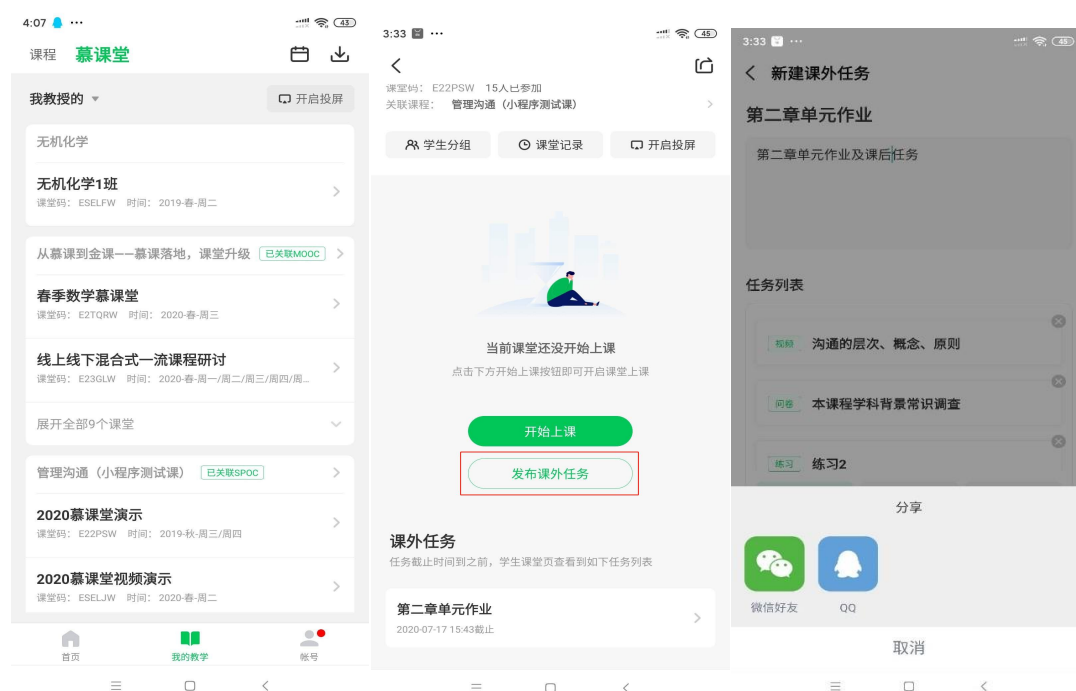 4:07
43
课程 慕课堂
我教授的
开启投屏
无机化学
无机化学1班
课堂码： ESELFW 时间： 2019-春-周二
从慕课到金课——慕课落地，课堂升级 已关联MOOC
春季数学慕课堂
课堂码： E2TQRW 时间： 2020-春-周三
线上线下混合式一流课程研讨
课堂码： E23GLW 时间： 2020-春-周一/周二/周三/周四/周...
展开全部9个课堂
管理沟通（小程序测试课） 已关联SPOC
2020慕课堂演示
课堂码： E22PSW 时间： 2019-秋-周三/周四
2020慕课堂视频演示
课堂码： ESELJW 时间： 2020-春-周二
首页
我的教学
帐号
3:33
45
课堂码： E22PSW 15人已参加
关联课程： 管理沟通（小程序测试课）
学生分组
课堂记录
开启投屏
当前课堂还没开始上课
点击下方开始上课按钮即可开启课堂上课
开始上课
发布课外任务
课外任务
任务截止时间到之前，学生课堂页查看到如下任务列表
第二章单元作业
2020-07-17 15:43截止
3:33
45
新建课外任务
第二章单元作业
第二章单元作业及课后任务
任务列表
视频 沟通的层次、概念、原则
问卷 本课程学科背景常识调查
练习 练习2
分享
微信好友
QQ
取消